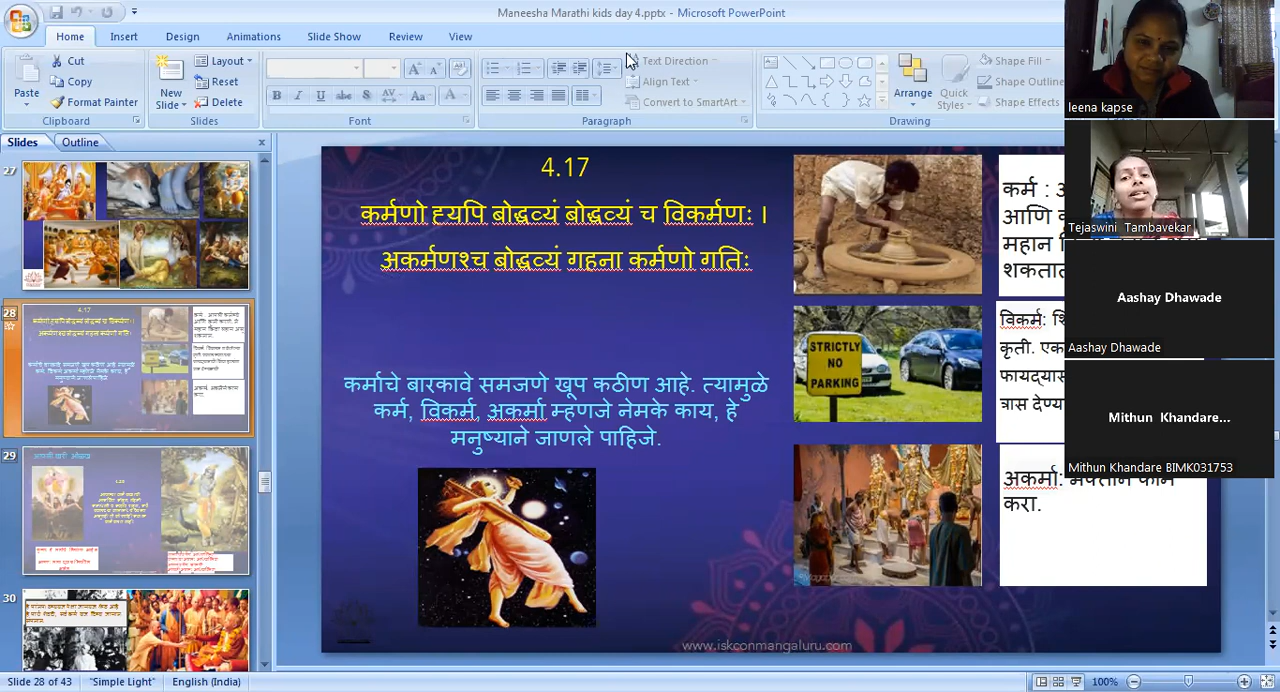 Maneesha Marathi kids day 4.pptx - Microsoft PowerPoint
Home Insert Design Animations Slide Show Review View
Cut
Copy
Format Painter
Paste
Clipboard
New Slide
Layout
Reset
Delete
Slides
B I U abe S AV Aa A
Font
Text Direction
Align Text
Convert to SmartArt
Paragraph
Arrange
Quick Styles
Shape Fill
Shape Outline
Shape Effects
Drawing
Slides Outline
27
28
29
30
4.17
कर्मणो ह्यपि बोद्धव्यं बोद्धव्यं च विकर्मणः ।
अकर्मणश्च बोद्धव्यं गहना कर्मणो गतिः
कर्माचे बारकावे समजणे खूप कठीण आहे. त्यामुळे
कर्म, विकर्म, अकर्मा म्हणजे नेमके काय, हे
मनुष्याने जाणले पाहिजे.
कर्म :
आणि
महान
STRICTLY
NO
PARKING
विकर्म:
कृती. एक
त्रास देण्या
अकर्मा:
करा.
www.iskconmangaluru.com
leena kapse
Tejaswini Tambavekar
Aashay Dhawade
Aashay Dhawade
Mithun Khandare...
Mithun Khandare BIMK031753
Slide 28 of 43 "Simple Light" English (India) 100%